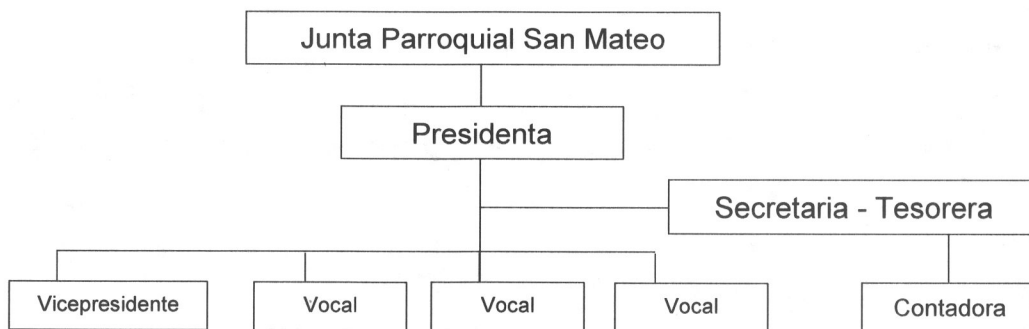 Junta Parroquial San Mateo
Presidenta
Secretaria - Tesorera
Vicepresidente
Vocal
Vocal
Vocal
Contadora